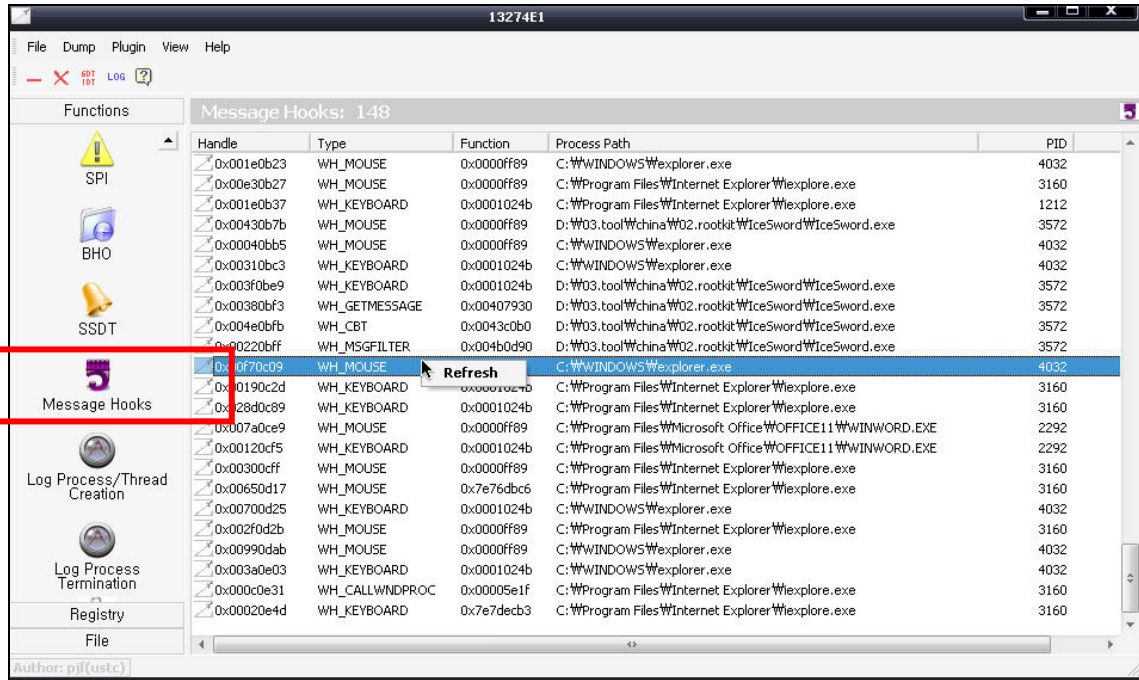 13274E1
File Dump Plugin View Help
GDT IDT LOG
Functions
SPI
BHO
SSDT
Message Hooks
Log Process/Thread Creation
Log Process Termination
Registry
File
Message Hooks: 148
Handle Type Function Process Path PID
0x001e0b23 WH_MOUSE 0x0000ff89 C:₩WINDOWS₩explorer.exe 4032
0x00e30b27 WH_MOUSE 0x0000ff89 C:₩Program Files₩Internet Explorer₩iexplore.exe 3160
0x001e0b37 WH_KEYBOARD 0x0001024b C:₩Program Files₩Internet Explorer₩iexplore.exe 1212
0x00430b7b WH_MOUSE 0x0000ff89 D:₩03.tool₩china₩02.rootkit₩IceSword₩IceSword.exe 3572
0x00040bb5 WH_MOUSE 0x0000ff89 C:₩WINDOWS₩explorer.exe 4032
0x00310bc3 WH_KEYBOARD 0x0001024b C:₩WINDOWS₩explorer.exe 4032
0x003f0be9 WH_KEYBOARD 0x0001024b D:₩03.tool₩china₩02.rootkit₩IceSword₩IceSword.exe 3572
0x00380bf3 WH_GETMESSAGE 0x00407930 D:₩03.tool₩china₩02.rootkit₩IceSword₩IceSword.exe 3572
0x004e0bfb WH_CBT 0x0043c0b0 D:₩03.tool₩china₩02.rootkit₩IceSword₩IceSword.exe 3572
0x00220bff WH_MSGFILTER 0x004b0d90 D:₩03.tool₩china₩02.rootkit₩IceSword₩IceSword.exe 3572
WH_MOUSE C:₩WINDOWS₩explorer.exe 4032
Refresh
0x00190c2d WH_KEYBOARD 0x0001024b C:₩Program Files₩Internet Explorer₩iexplore.exe 3160
WH_KEYBOARD 0x0001024b C:₩Program Files₩Internet Explorer₩iexplore.exe 3160
0x007a0ce9 WH_MOUSE 0x0000ff89 C:₩Program Files₩Microsoft Office₩OFFICE11₩WINWORD.EXE 2292
0x00120cf5 WH_KEYBOARD 0x0001024b C:₩Program Files₩Microsoft Office₩OFFICE11₩WINWORD.EXE 2292
0x00300cff WH_MOUSE 0x0000ff89 C:₩Program Files₩Internet Explorer₩iexplore.exe 3160
0x00650d17 WH_MOUSE 0x7e76dbc6 C:₩Program Files₩Internet Explorer₩iexplore.exe 3160
0x00700d25 WH_KEYBOARD 0x0001024b C:₩WINDOWS₩explorer.exe 4032
0x002f0d2b WH_MOUSE 0x0000ff89 C:₩Program Files₩Internet Explorer₩iexplore.exe 3160
0x00990dab WH_MOUSE 0x0000ff89 C:₩WINDOWS₩explorer.exe 4032
0x003a0e03 WH_KEYBOARD 0x0001024b C:₩WINDOWS₩explorer.exe 4032
0x000c0e31 WH_CALLWNDPROC 0x00005e1f C:₩Program Files₩Internet Explorer₩iexplore.exe 3160
0x00020e4d WH_KEYBOARD 0x7e7decb3 C:₩Program Files₩Internet Explorer₩iexplore.exe 3160
Author: pjf(ustc)